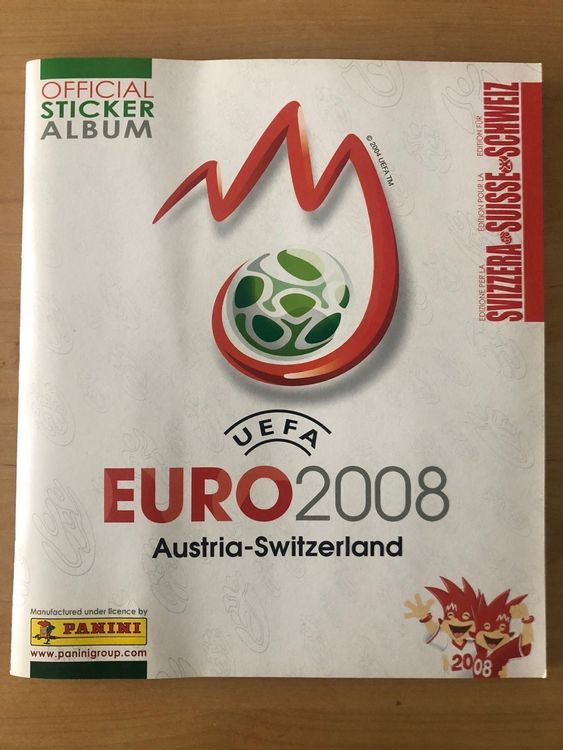 OFFICIAL
STICKER
ALBUM
© 2004 UEFA TM
EDIZIONE PER LA
SVIZZERA
EDITION POUR LA
SUISSE
EDITION FÜR
SCHWEIZ
UEFA
EURO2008
Austria-Switzerland
Manufactured under licence by
PANINI
www.paninigroup.com
2008